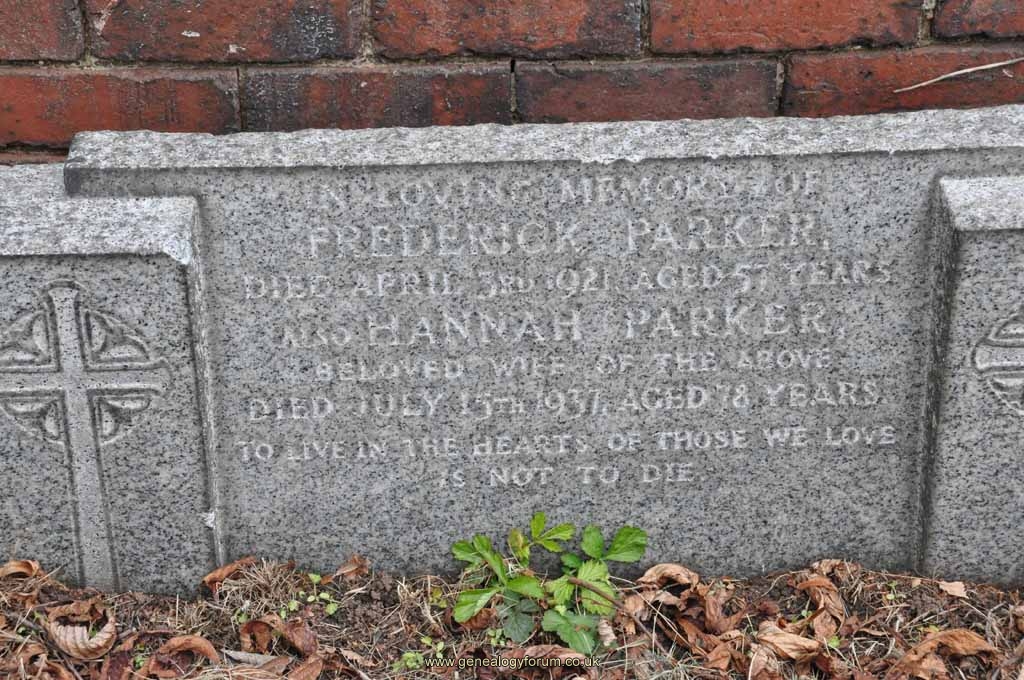 IN LOVING MEMORY OF
FREDERICK PARKER,
DIED APRIL 3RD 1921, AGED 57 YEARS
ALSO HANNAH PARKER,
BELOVED WIFE OF THE ABOVE
DIED JULY 15TH 1937, AGED 78 YEARS.
TO LIVE IN THE HEARTS OF THOSE WE LOVE
IS NOT TO DIE
www.genealogyforum.co.uk